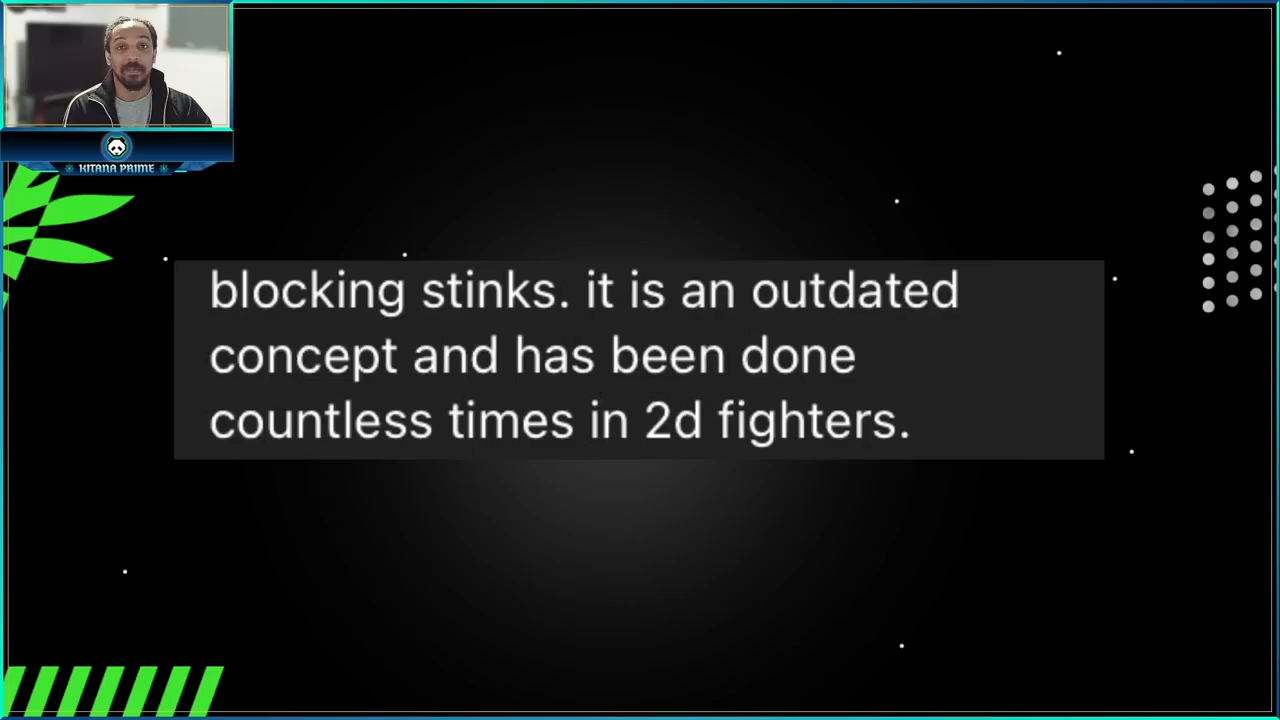 KITANA PRIME
blocking stinks. it is an outdated
concept and has been done
countless times in 2d fighters.